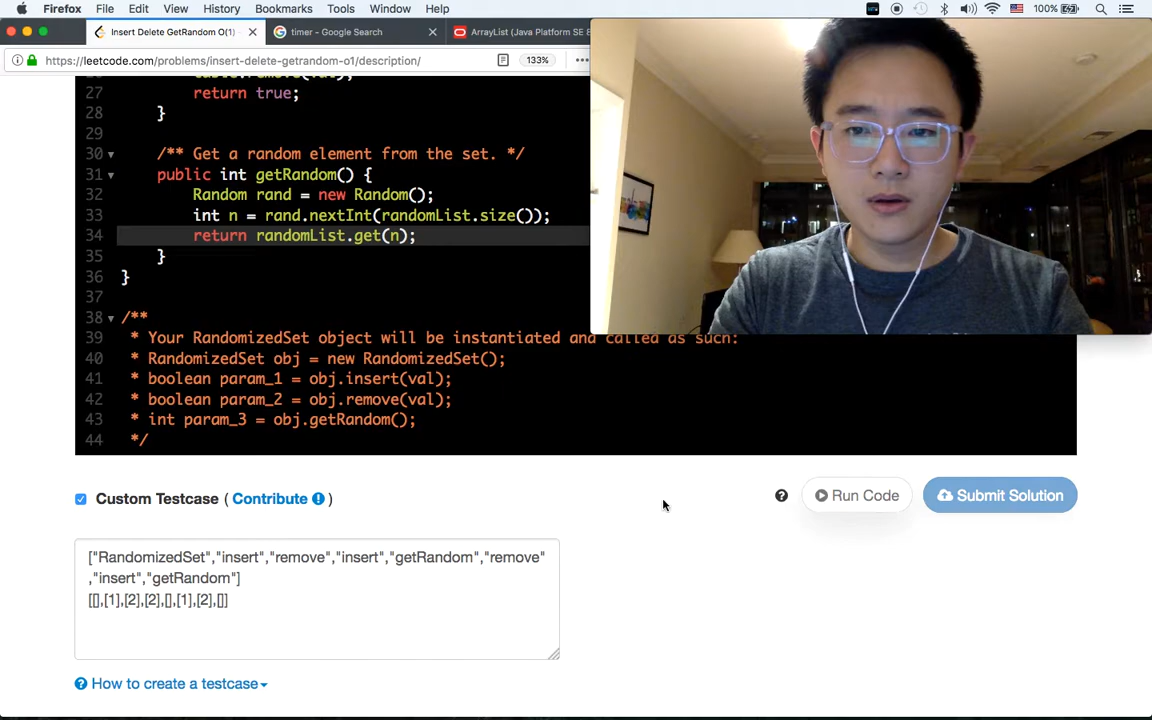 Firefox File Edit View History Bookmarks Tools Window Help 100%
Insert Delete GetRandom O(1) timer - Google Search ArrayList (Java Platform SE 8
https://leetcode.com/problems/insert-delete-getrandom-o1/description/ 133%
27 return true;
28 }
29
30 /** Get a random element from the set. */
31 public int getRandom() {
32 Random rand = new Random();
33 int n = rand.nextInt(randomList.size());
34 return randomList.get(n);
35 }
36 }
37
38 /**
39 * Your RandomizedSet object will be instantiated and called as such:
40 * RandomizedSet obj = new RandomizedSet();
41 * boolean param_1 = obj.insert(val);
42 * boolean param_2 = obj.remove(val);
43 * int param_3 = obj.getRandom();
44 */
Custom Testcase ( Contribute ) Run Code Submit Solution
["RandomizedSet","insert","remove","insert","getRandom","remove"
,"insert","getRandom"]
[[],[1],[2],[2],[],[1],[2],[]]
How to create a testcase